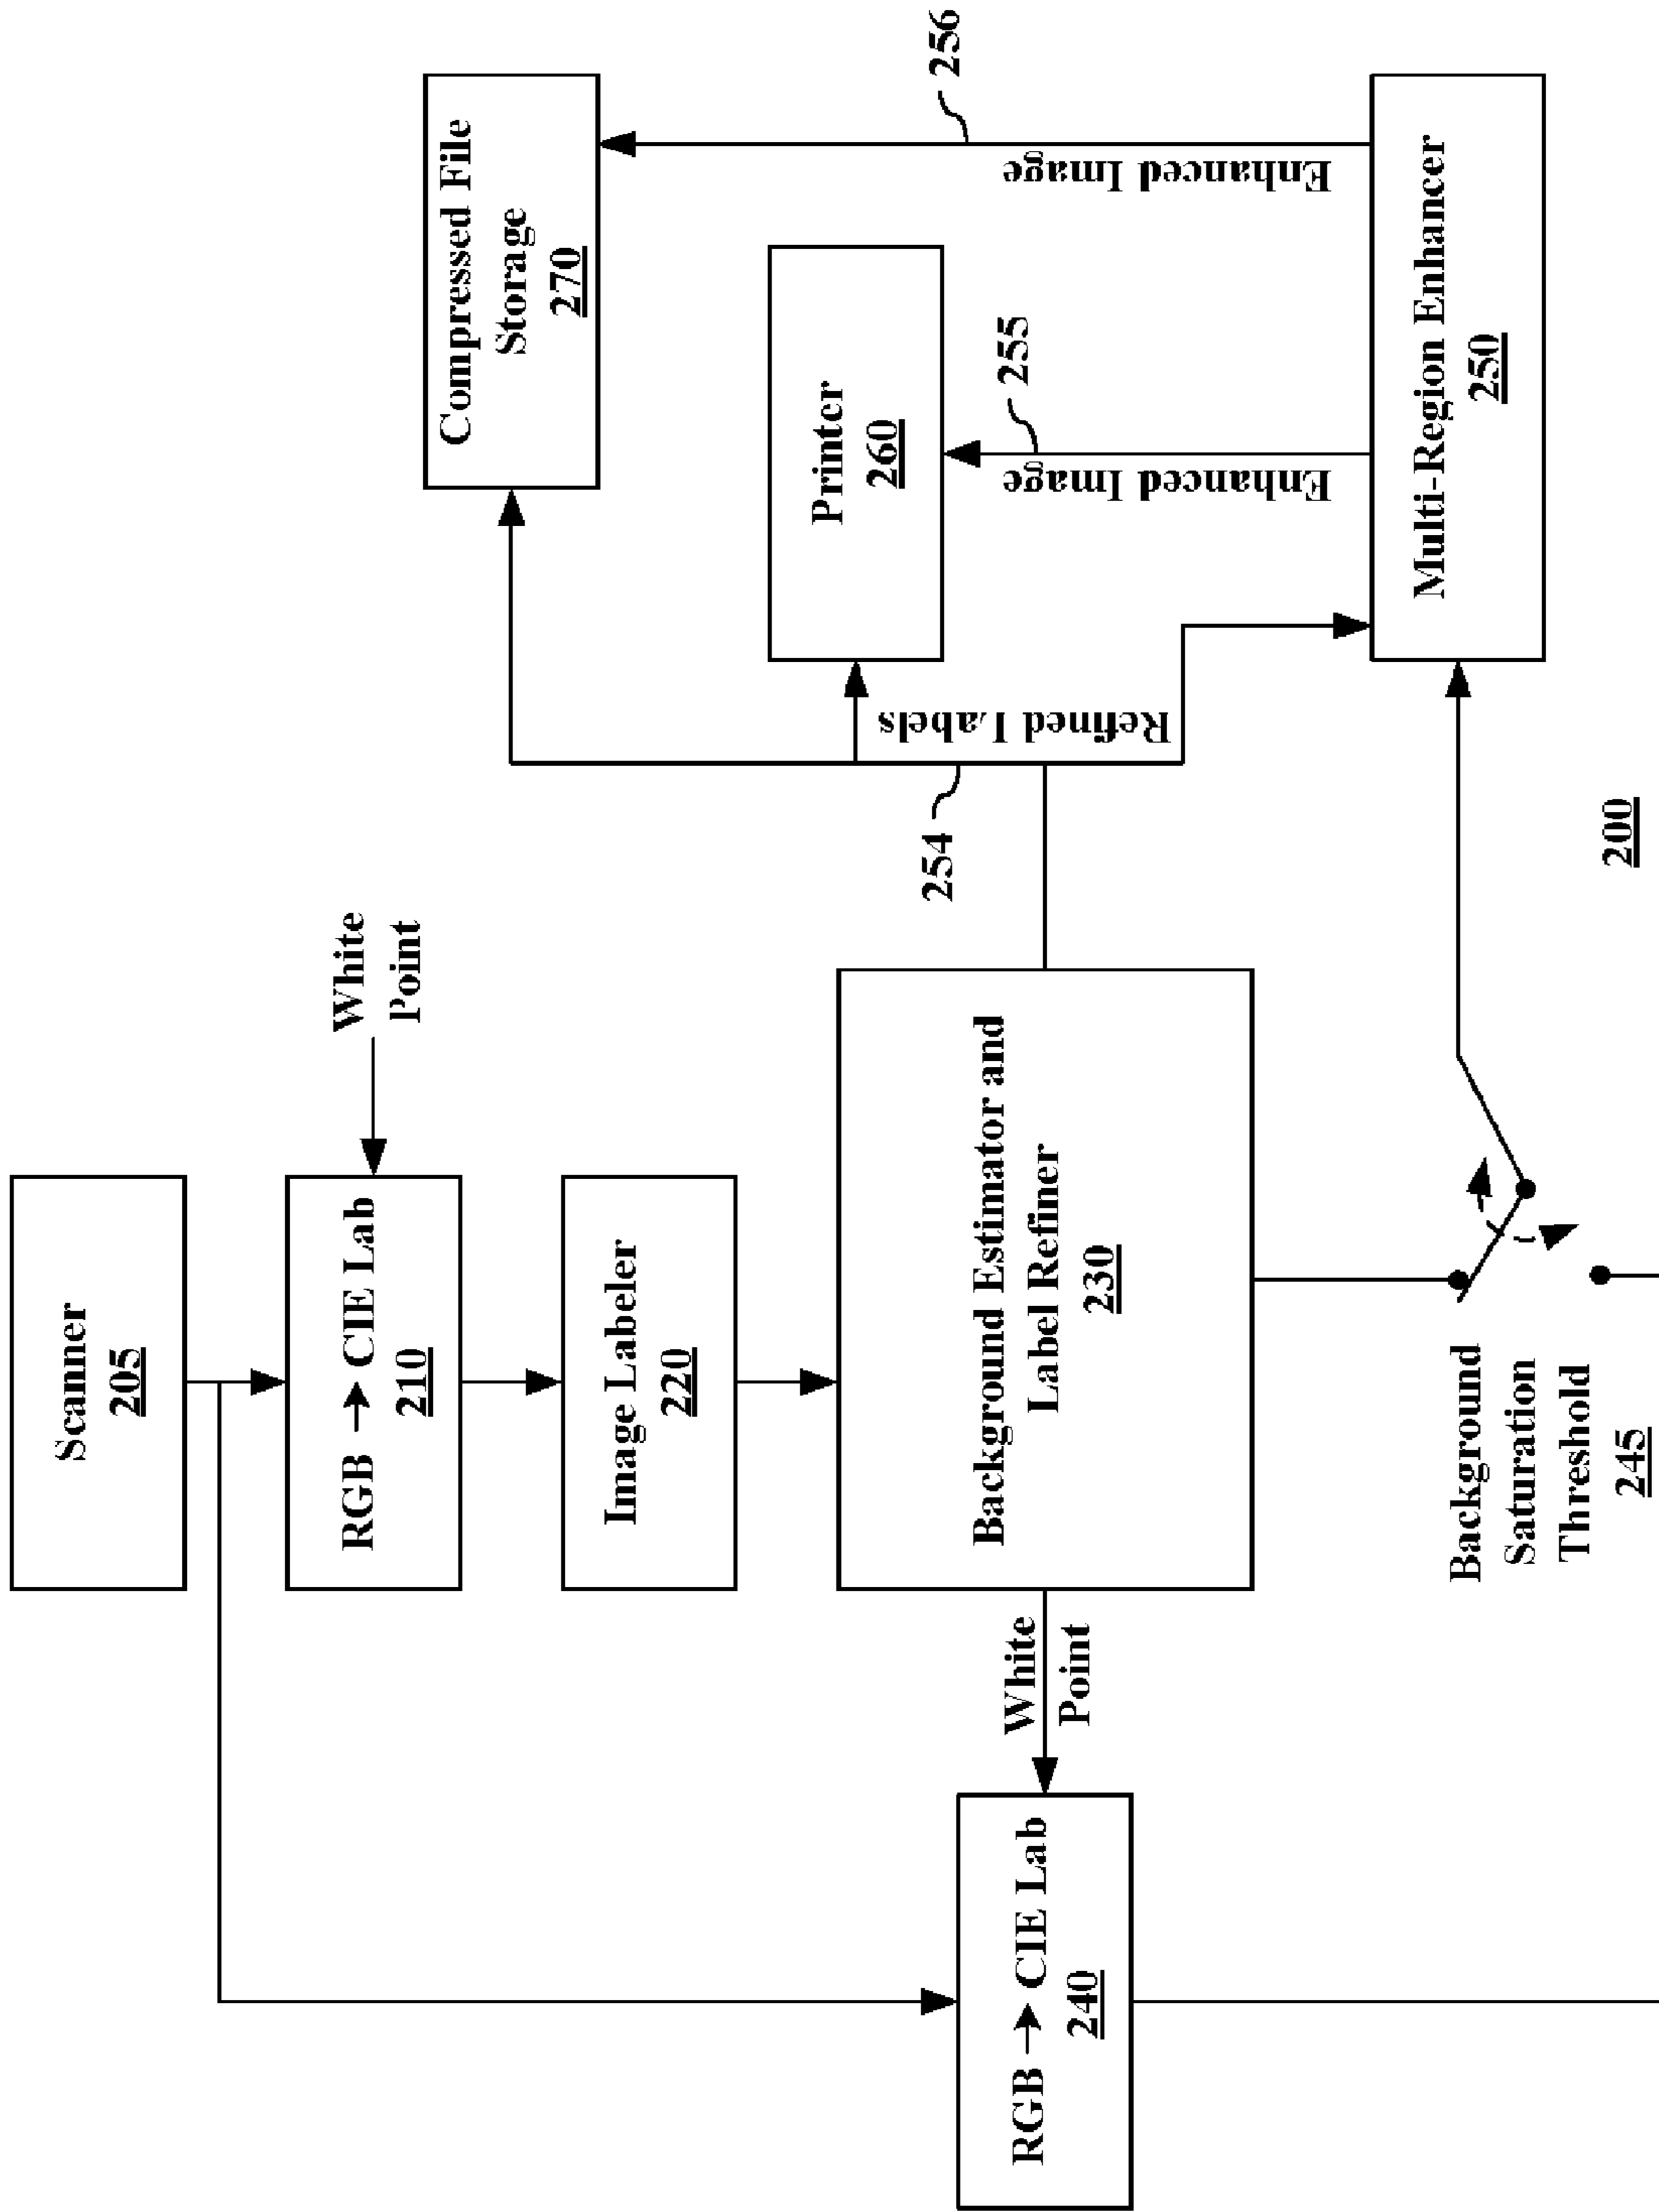 Scanner
205
RGB → CIE Lab
210
White
Point
Image Labeler
220
Background Estimator and
Label Refiner
230
White
Point
RGB → CIE Lab
240
Background
Saturation
Threshold
245
254
Refined Labels
Compressed File
Storage
270
Printer
260
Enhanced Image
255
Enhanced Image
256
Multi-Region Enhancer
250
200